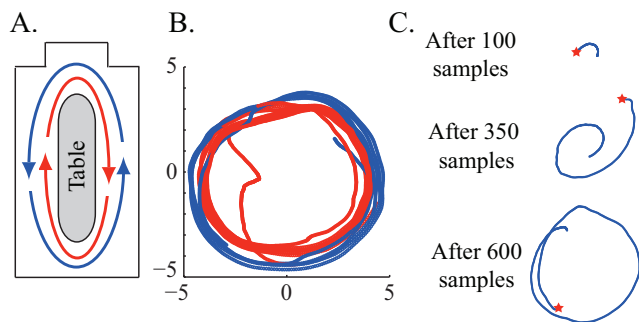 A.
Table
B.
5
0
−5
−5
0
5
C.
After 100
samples
After 350
samples
After 600
samples